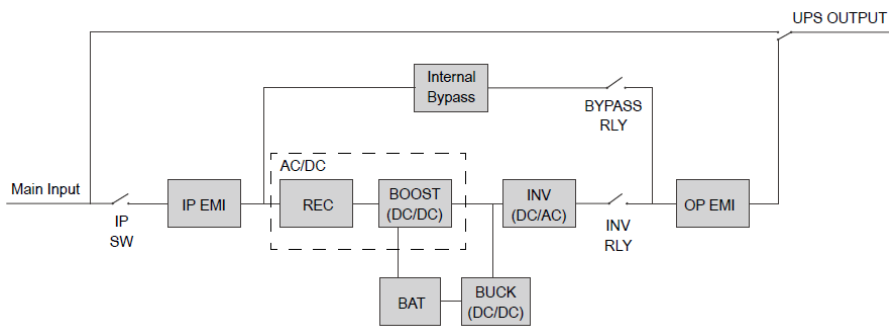 UPS OUTPUT
Internal
Bypass
BYPASS
RLY
AC/DC
Main Input
IP EMI
REC
BOOST
(DC/DC)
INV
(DC/AC)
OP EMI
IP
SW
INV
RLY
BAT
BUCK
(DC/DC)